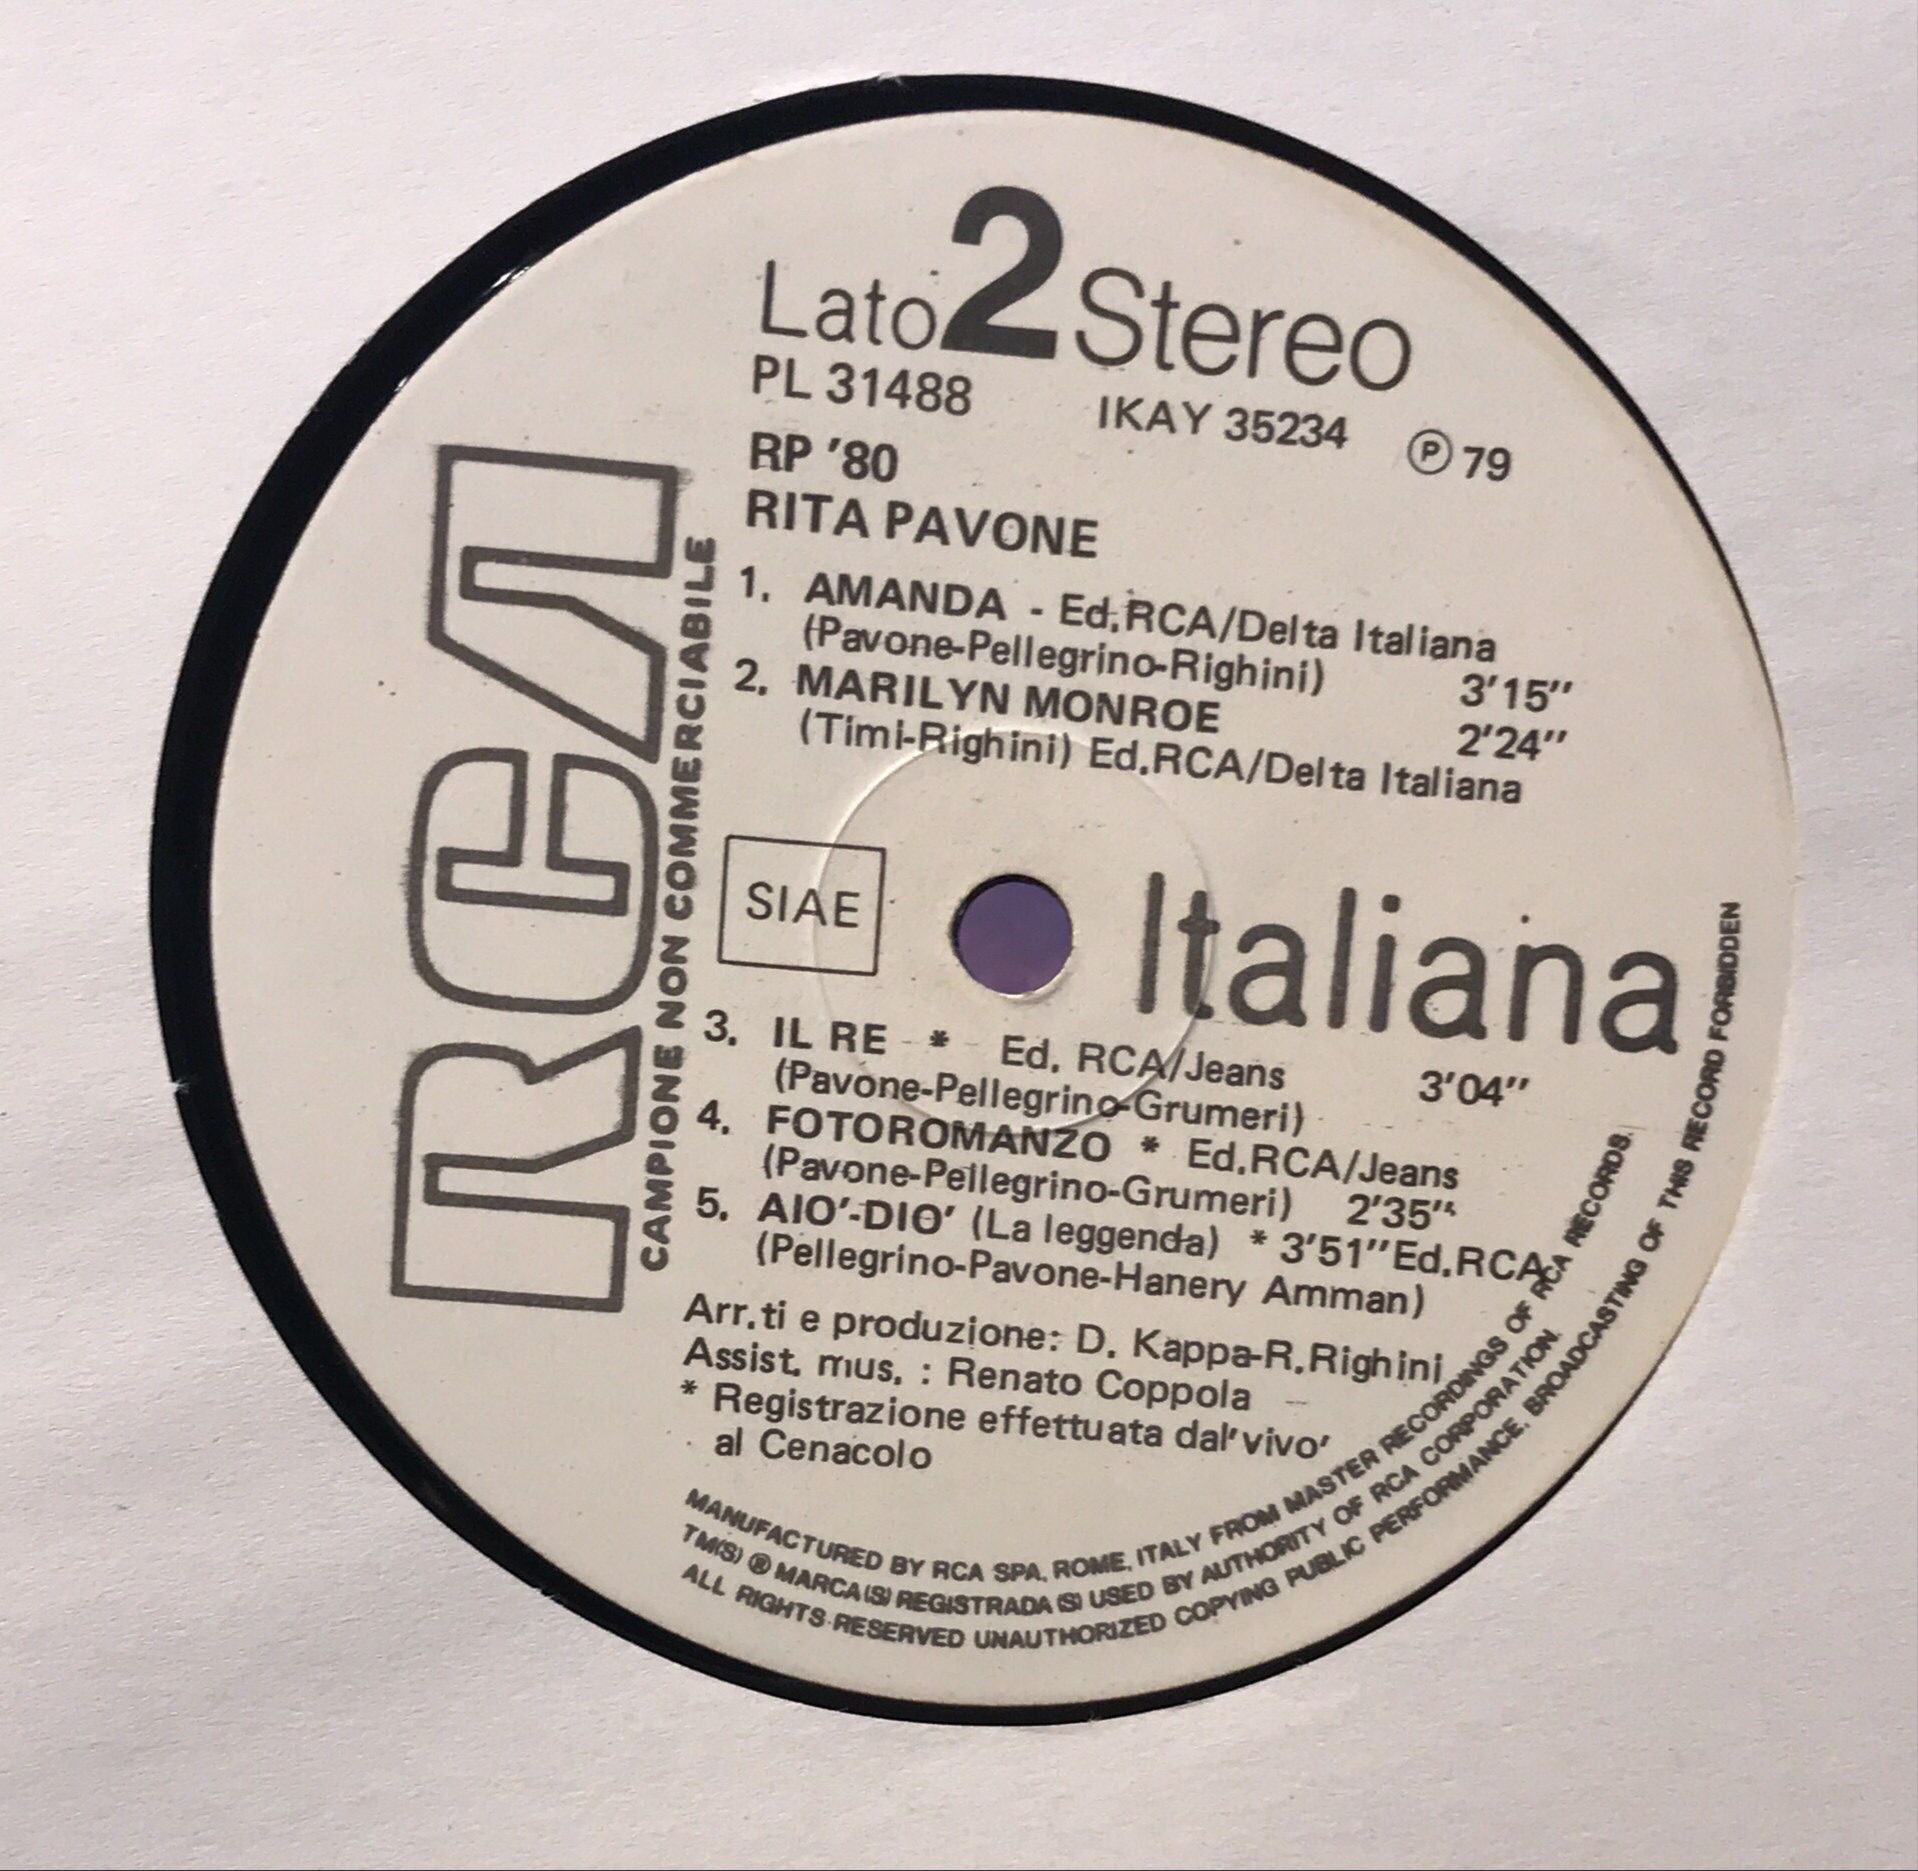 Lato 2 Stereo
PL 31488 IKAY 35234 Ⓟ 79
RP '80
RITA PAVONE
1. AMANDA - Ed.RCA/Delta Italiana
(Pavone-Pellegrino-Righini) 3'15''
2. MARILYN MONROE 2'24''
(Timi-Righini) Ed.RCA/Delta Italiana
RCA
CAMPIONE NON COMMERCIABILE
SIAE
Italiana
3. IL RE * Ed. RCA/Jeans
(Pavone-Pellegrino-Grumeri) 3'04''
4. FOTOROMANZO * Ed.RCA/Jeans
(Pavone-Pellegrino-Grumeri) 2'35''
5. AIO'-DIO' (La leggenda) * 3'51'' Ed.RCA
(Pellegrino-Pavone-Hanery Amman)
Arr.ti e produzione: D. Kappa-R.Righini
Assist. mus. : Renato Coppola
* Registrazione effettuata dal'vivo'
al Cenacolo
MANUFACTURED BY RCA SPA. ROME, ITALY FROM MASTER RECORDINGS OF RCA RECORDS.
TM(S) ® MARCA(S) REGISTRADA(S) USED BY AUTHORITY OF RCA CORPORATION.
ALL RIGHTS RESERVED UNAUTHORIZED COPYING PUBLIC PERFORMANCE, BROADCASTING OF THIS RECORD FORBIDDEN